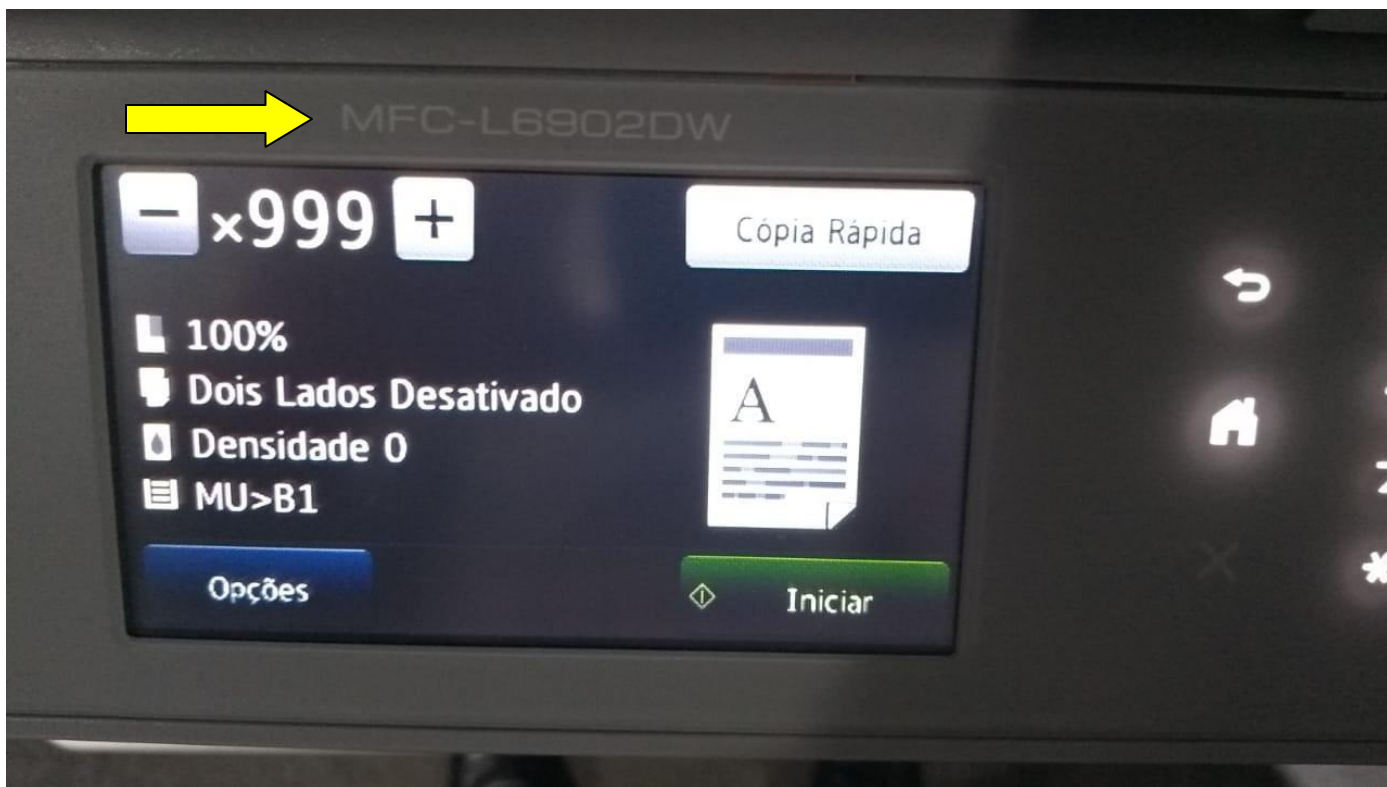 MFC-L6902DW
- ×999 +
Cópia Rápida
100%
Dois Lados Desativado
A
Densidade 0
MU>B1
Opções
Iniciar
*